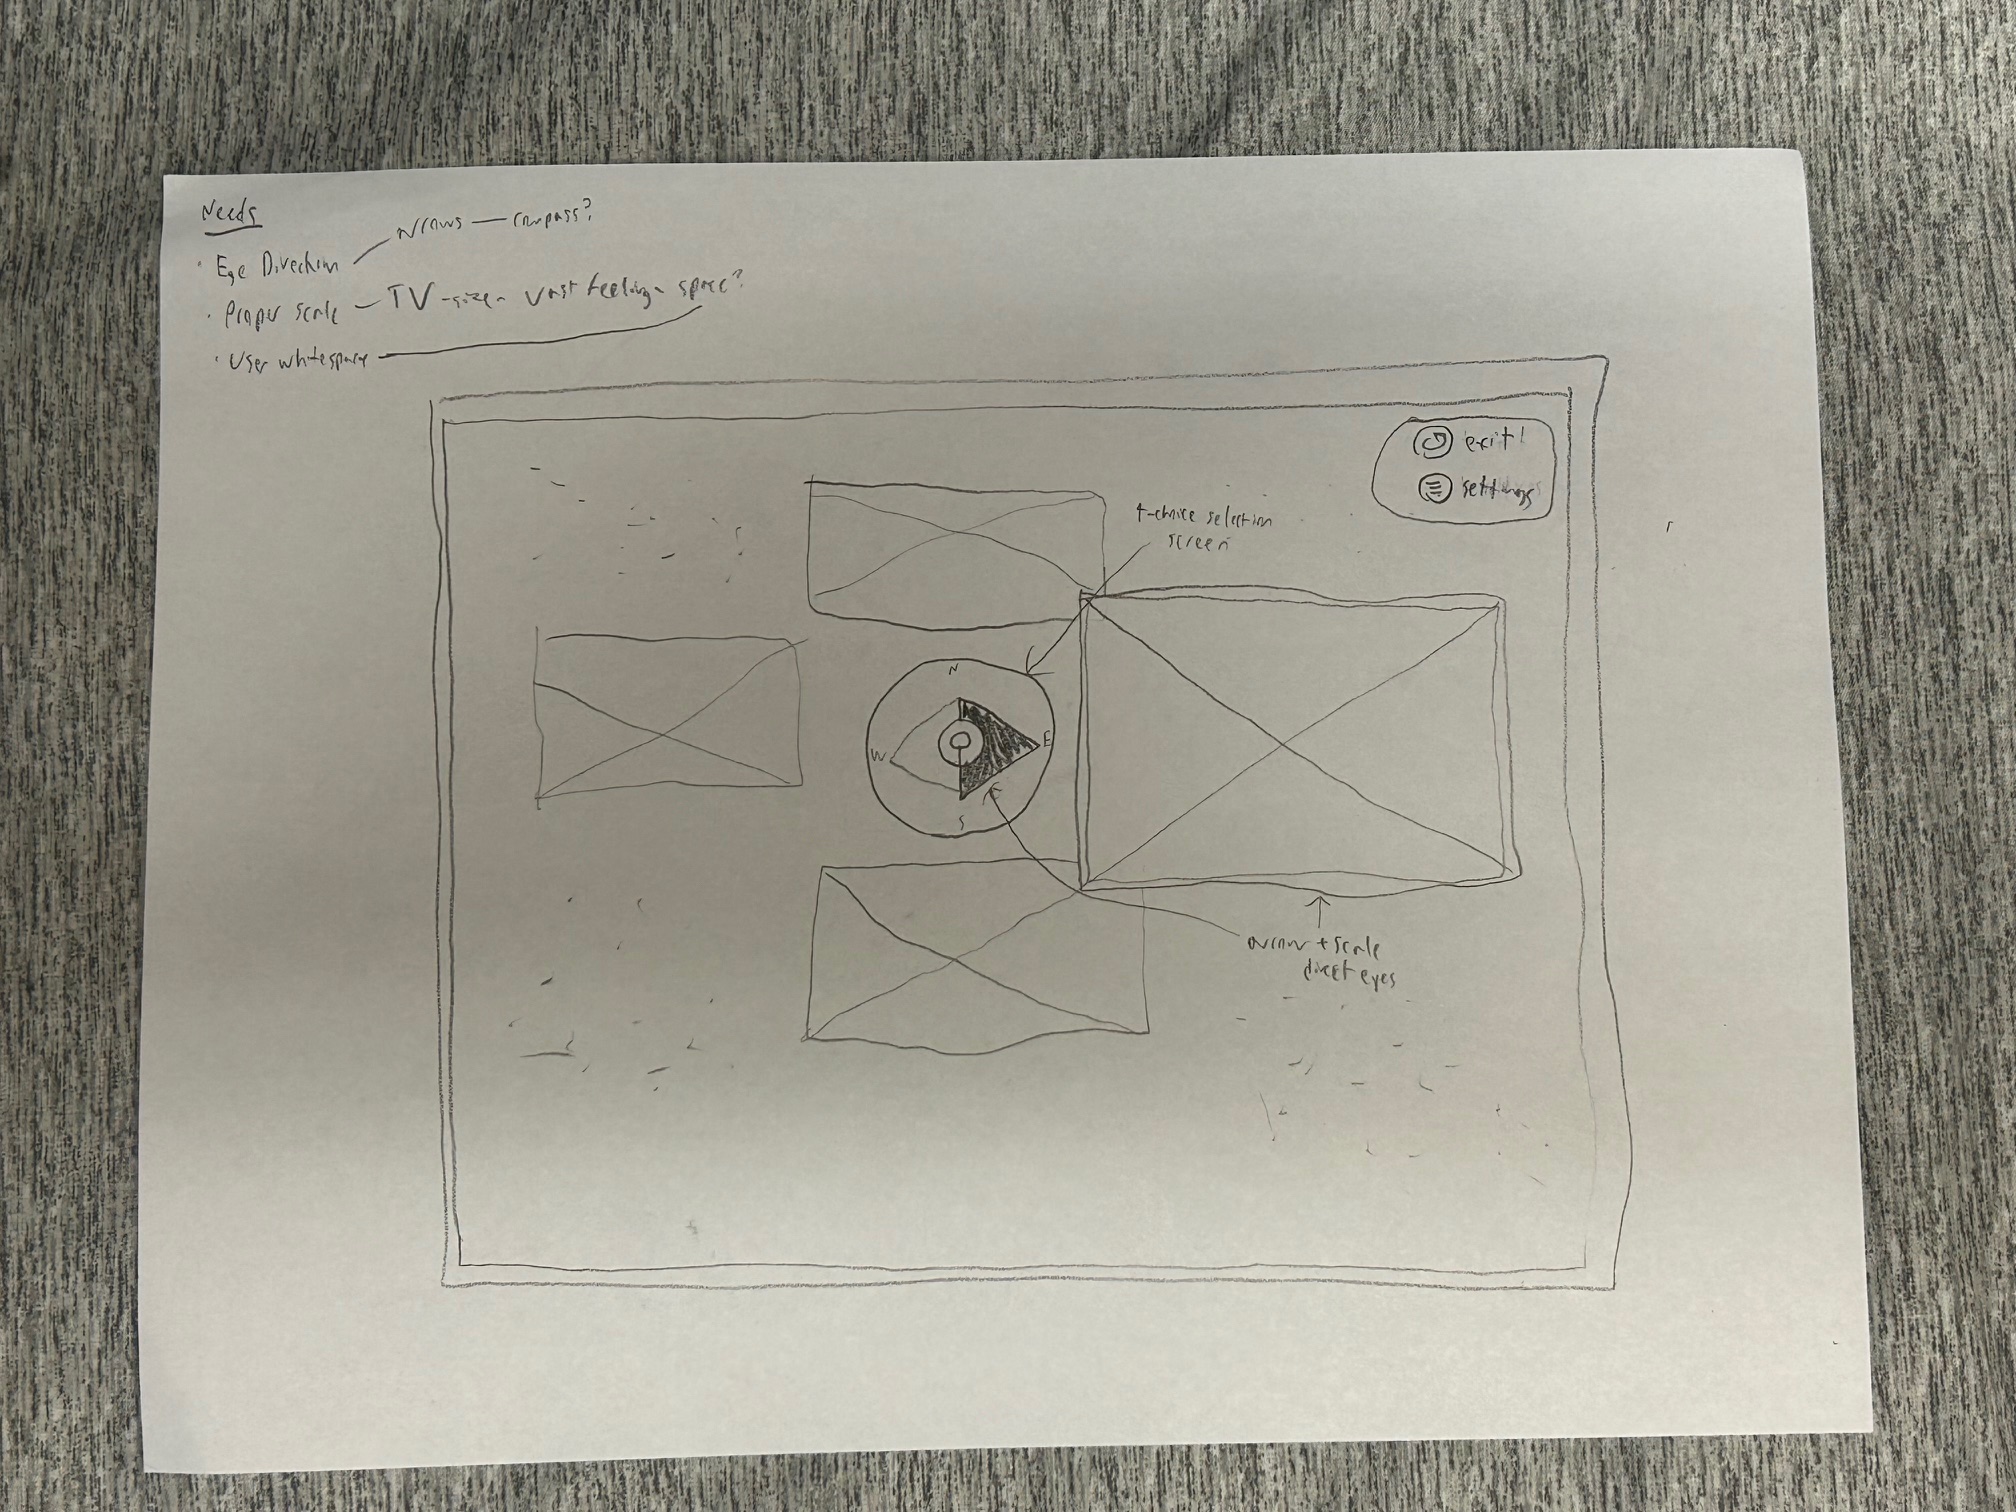 Needs
Arrows — compass?
· Eye Direction
· Proper scale — TV-size - Vast feeling - space?
· User whitespace
exit!
settings
4-choice selection
screen
N
W
E
S
arrow + scale
direct eyes